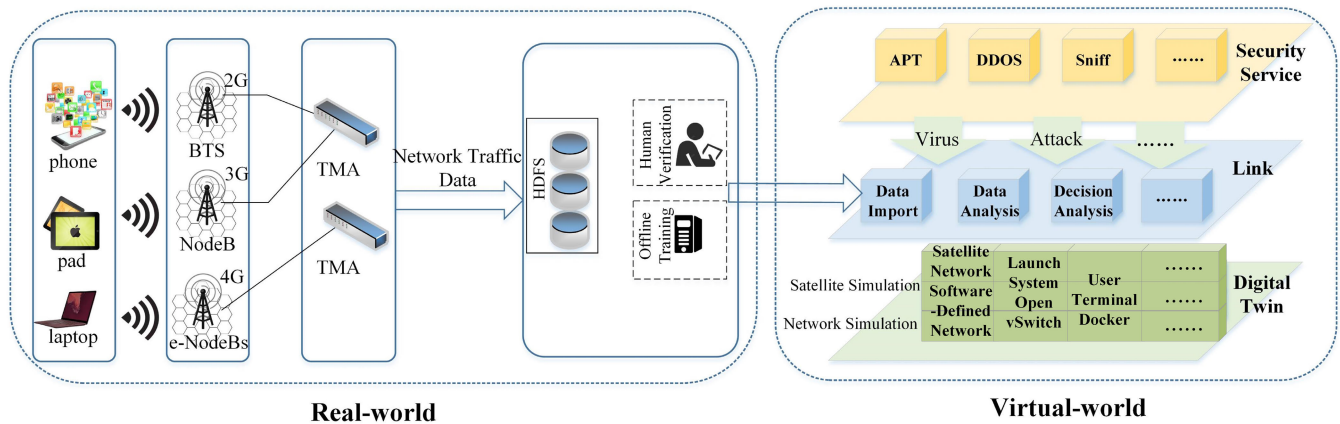 phone
pad
laptop
2G
BTS
3G
NodeB
4G
e-NodeBs
TMA
TMA
Network Traffic
Data
HDFS
Human
Verification
Offline
Training
Real-world
APT
DDOS
Sniff
......
Security
Service
Virus
Attack
......
Link
Data
Import
Data
Analysis
Decision
Analysis
......
Satellite Simulation
Network Simulation
Satellite
Network
Software
-Defined
Network
Launch
System
Open
vSwitch
User
Terminal
Docker
......
......
......
Digital
Twin
Virtual-world